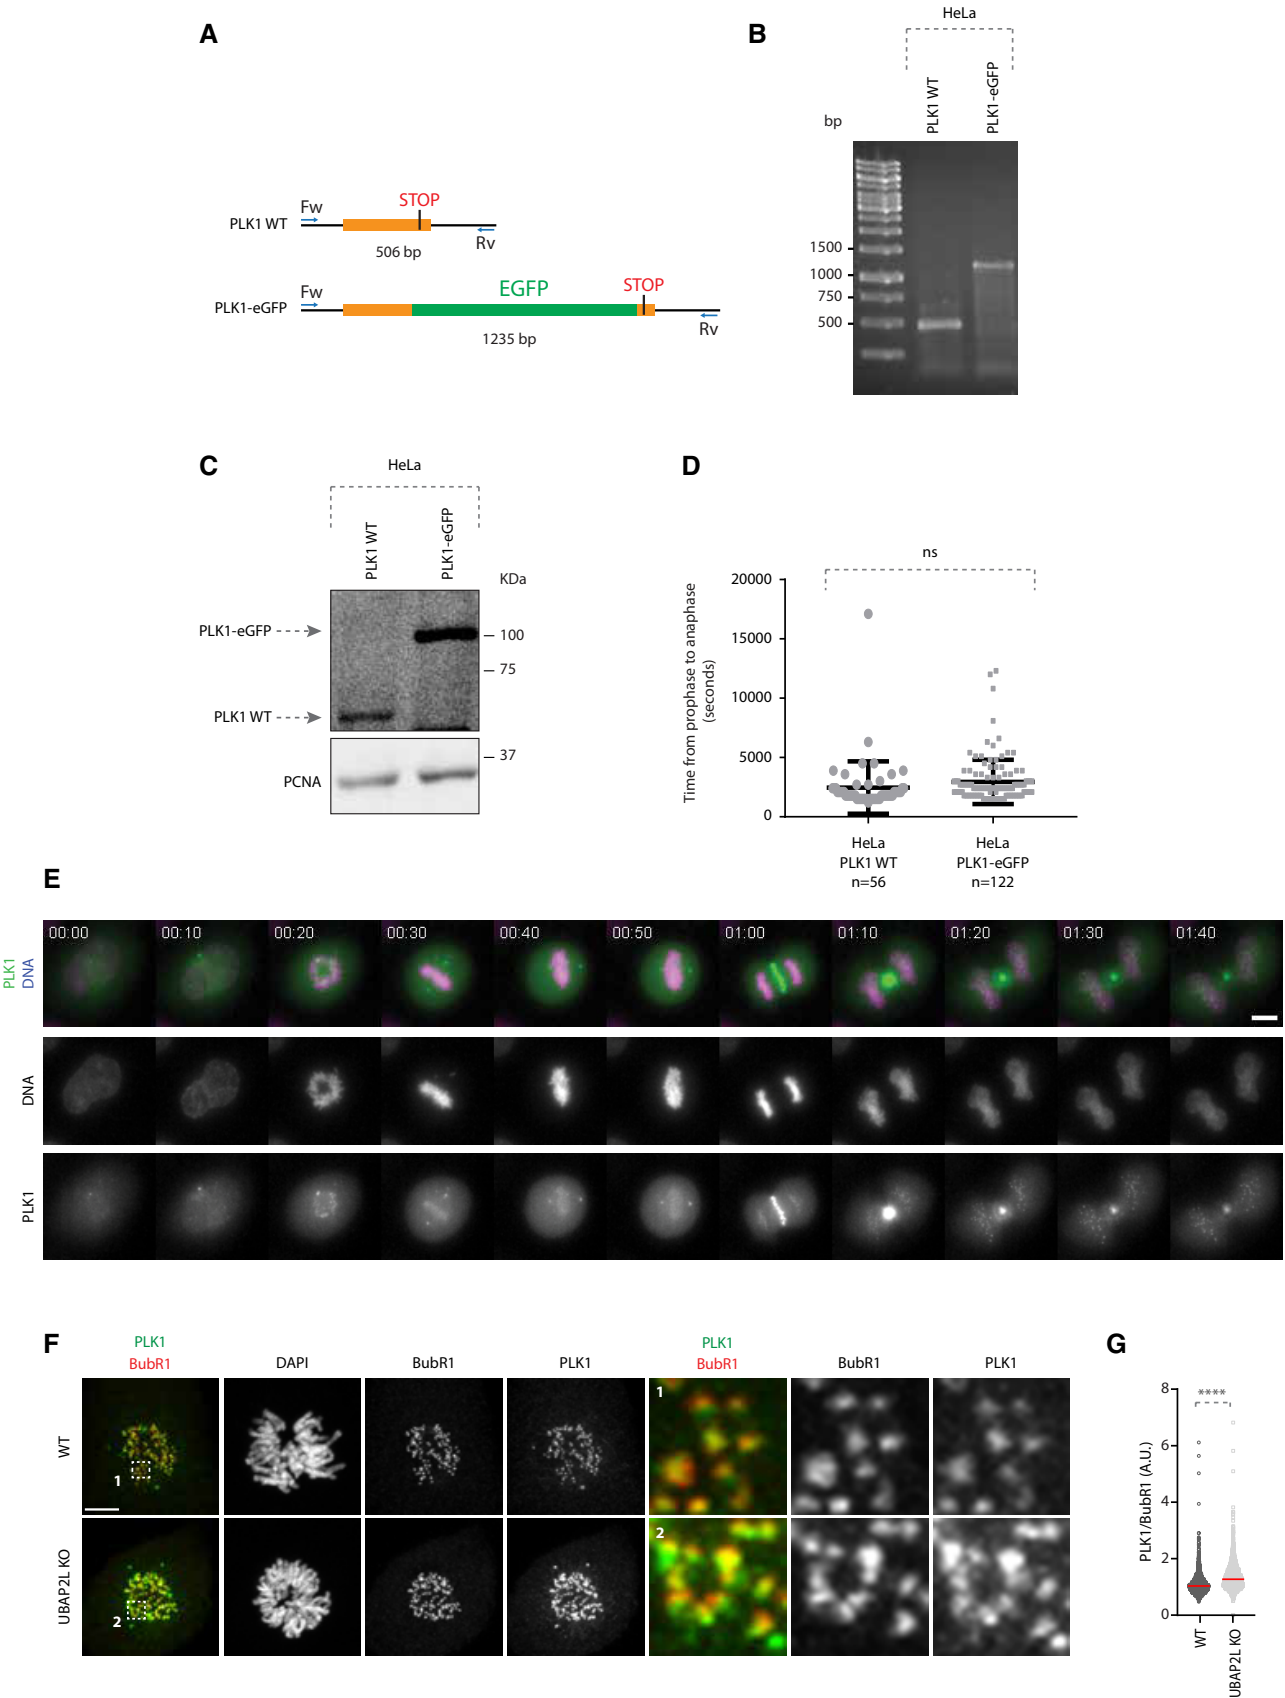 A
Fw
STOP
PLK1 WT
506 bp
Rv
Fw
EGFP
STOP
PLK1-eGFP
1235 bp
Rv
B
HeLa
PLK1 WT
PLK1-eGFP
bp
1500
1000
750
500
C
HeLa
PLK1 WT
PLK1-eGFP
KDa
PLK1-eGFP
100
75
PLK1 WT
37
PCNA
D
ns
Time from prophase to anaphase
(seconds)
20000
15000
10000
5000
0
HeLa
PLK1 WT
n=56
HeLa
PLK1-eGFP
n=122
E
PLK1
DNA
00:00 00:10 00:20 00:30 00:40 00:50 01:00 01:10 01:20 01:30 01:40
DNA
PLK1
F
PLK1
BubR1
DAPI
BubR1
PLK1
PLK1
BubR1
BubR1
PLK1
WT
1
1
UBAP2L KO
2
2
G
PLK1/BubR1 (A.U.)
8
6
4
2
0
****
WT
UBAP2L KO